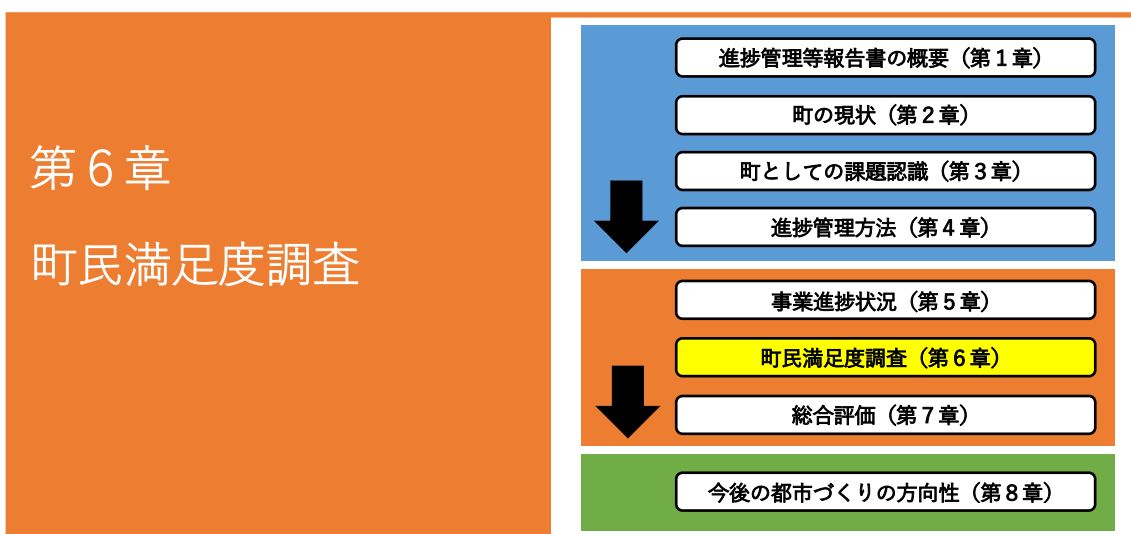 第６章
町民満足度調査
進捗管理等報告書の概要（第１章）
町の現状（第２章）
町としての課題認識（第３章）
進捗管理方法（第４章）
事業進捗状況（第５章）
町民満足度調査（第６章）
総合評価（第７章）
今後の都市づくりの方向性（第８章）